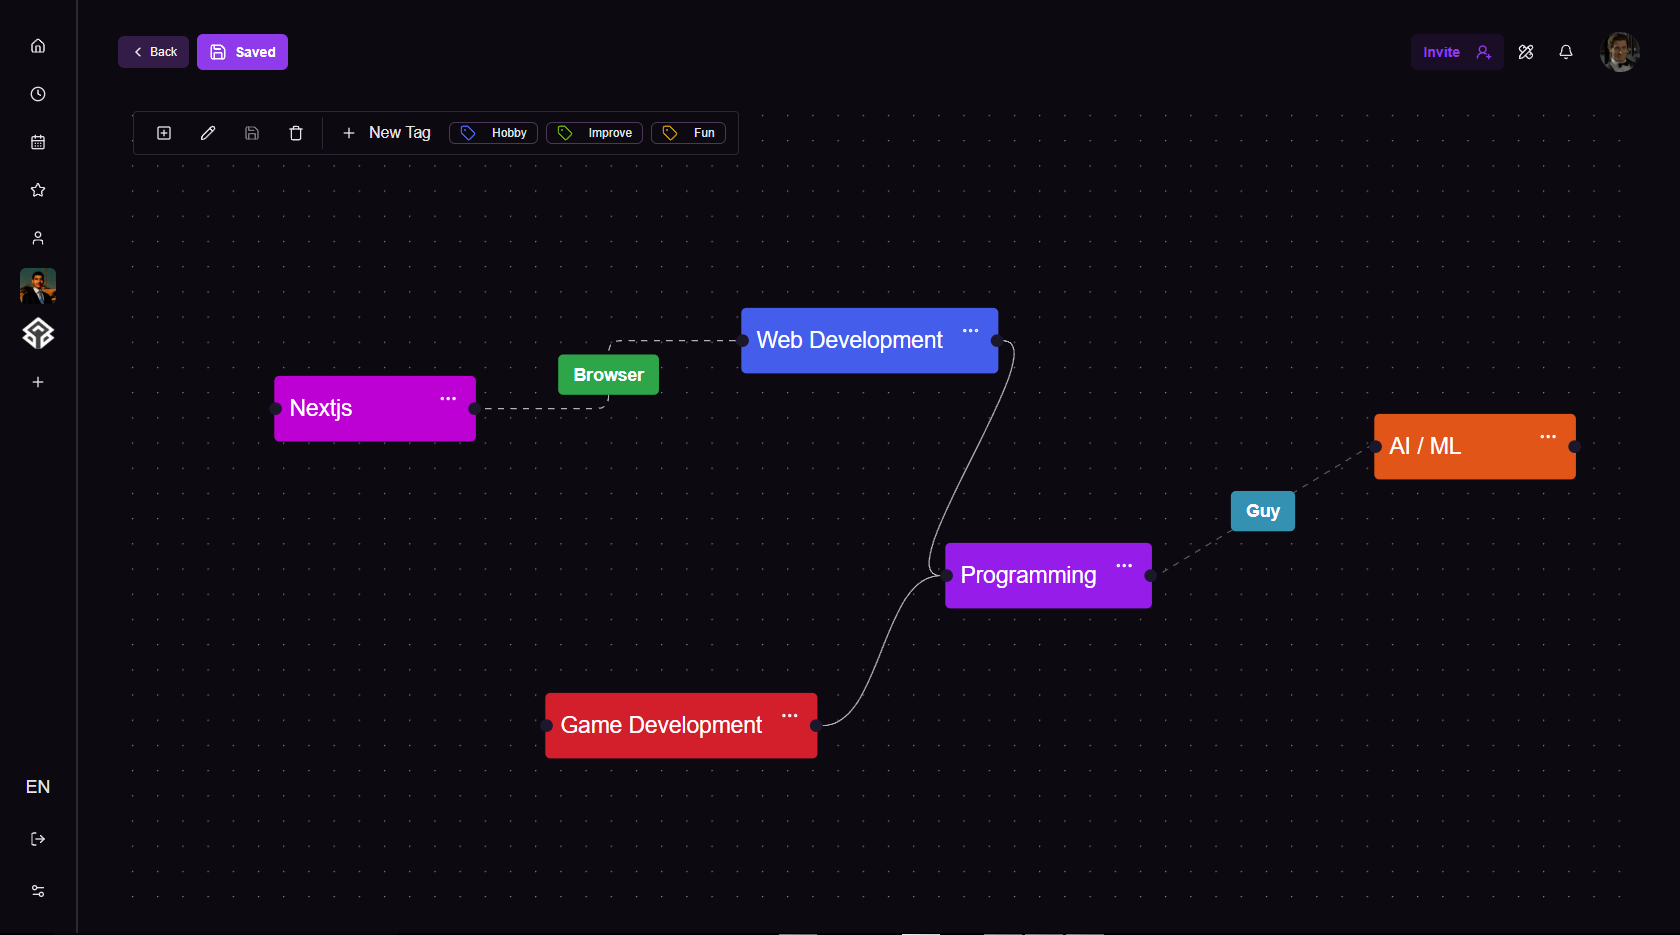 Back
Saved
Invite
New Tag
Hobby
Improve
Fun
Web Development
Browser
Nextjs
AI / ML
Guy
Programming
Game Development
EN